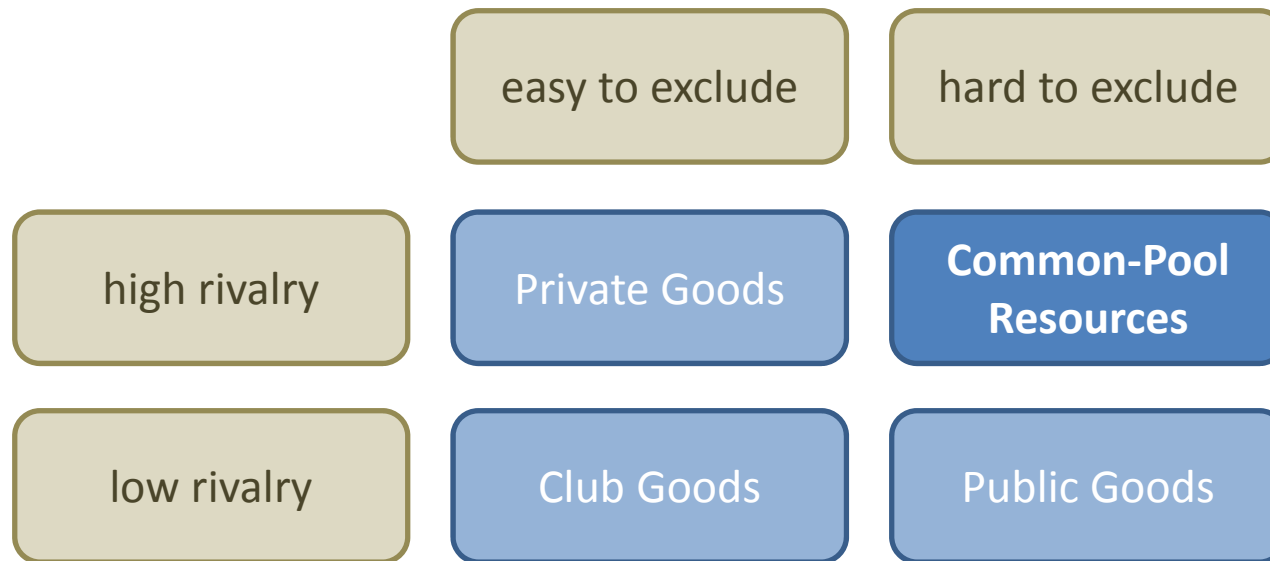 easy to exclude
hard to exclude
high rivalry
Private Goods
Common-Pool
Resources
low rivalry
Club Goods
Public Goods